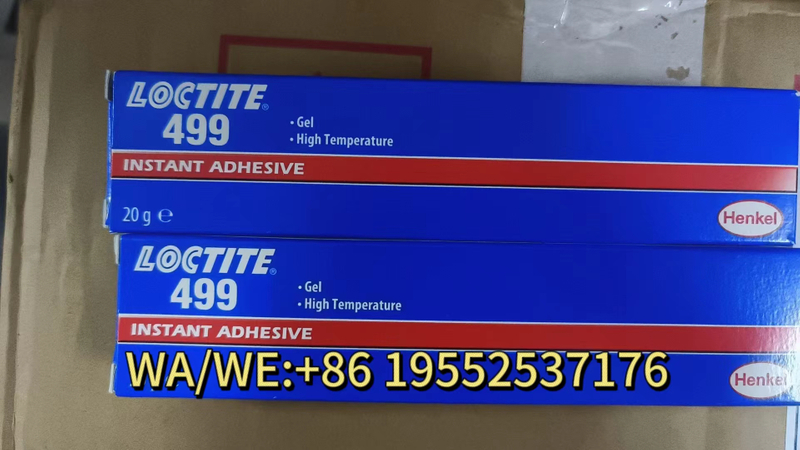 LOCTITE®
499
• Gel
• High Temperature
INSTANT ADHESIVE
20 g ℮
Henkel
LOCTITE®
499
• Gel
• High Temperature
INSTANT ADHESIVE
WA/WE:+86 19552537176
Henkel